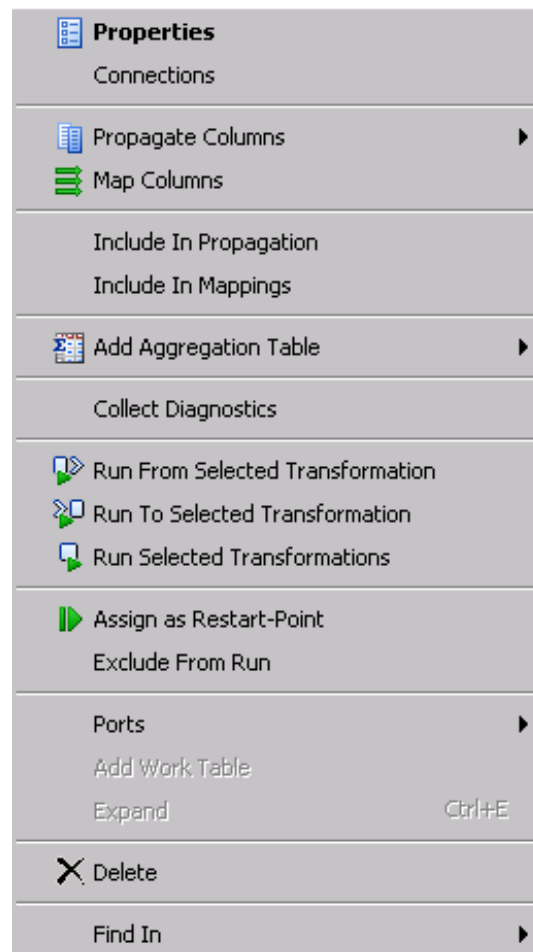 Properties
Connections
Propagate Columns
Map Columns
Include In Propagation
Include In Mappings
Add Aggregation Table
Collect Diagnostics
Run From Selected Transformation
Run To Selected Transformation
Run Selected Transformations
Assign as Restart-Point
Exclude From Run
Ports
Add Work Table
Expand Ctrl+E
Delete
Find In